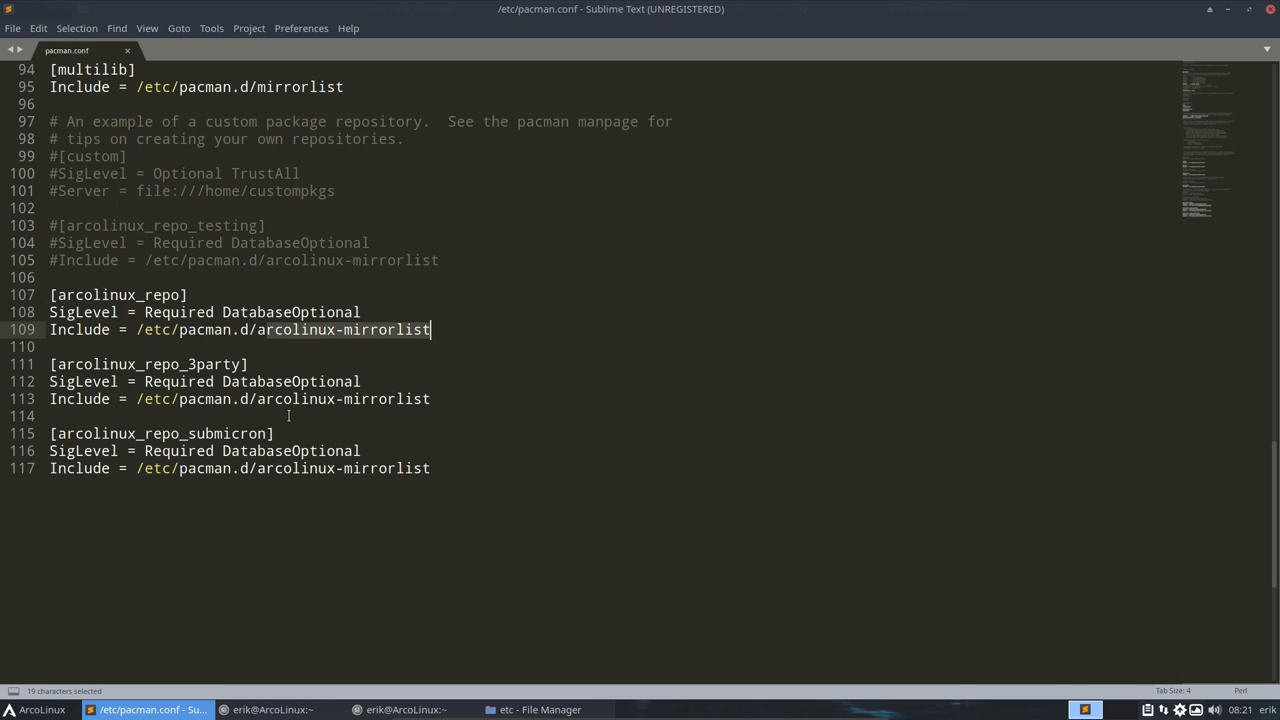 /etc/pacman.conf - Sublime Text (UNREGISTERED)
File Edit Selection Find View Goto Tools Project Preferences Help
pacman.conf ×
94 [multilib]
95 Include = /etc/pacman.d/mirrorlist
96
97 # An example of a custom package repository.  See the pacman manpage for
98 # tips on creating your own repositories.
99 #[custom]
100 #SigLevel = Optional TrustAll
101 #Server = file:///home/custompkgs
102
103 #[arcolinux_repo_testing]
104 #SigLevel = Required DatabaseOptional
105 #Include = /etc/pacman.d/arcolinux-mirrorlist
106
107 [arcolinux_repo]
108 SigLevel = Required DatabaseOptional
109 Include = /etc/pacman.d/arcolinux-mirrorlist
110
111 [arcolinux_repo_3party]
112 SigLevel = Required DatabaseOptional
113 Include = /etc/pacman.d/arcolinux-mirrorlist
114
115 [arcolinux_repo_submicron]
116 SigLevel = Required DatabaseOptional
117 Include = /etc/pacman.d/arcolinux-mirrorlist
19 characters selected Tab Size: 4 Perl
ArcoLinux /etc/pacman.conf - Su... erik@ArcoLinux:~ erik@ArcoLinux:~ etc - File Manager 08:21 erik